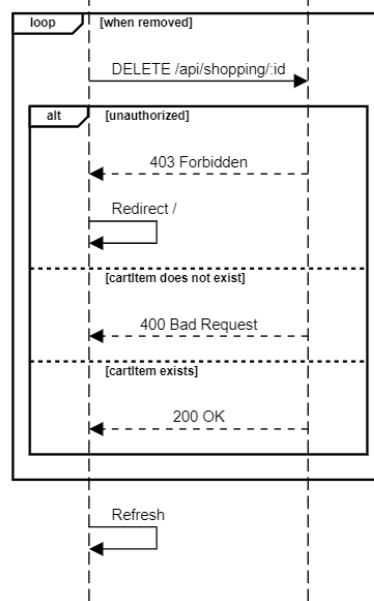 loop [when removed]
DELETE /api/shopping/:id
alt [unauthorized]
403 Forbidden
Redirect /
[cartItem does not exist]
400 Bad Request
[cartItem exists]
200 OK
Refresh